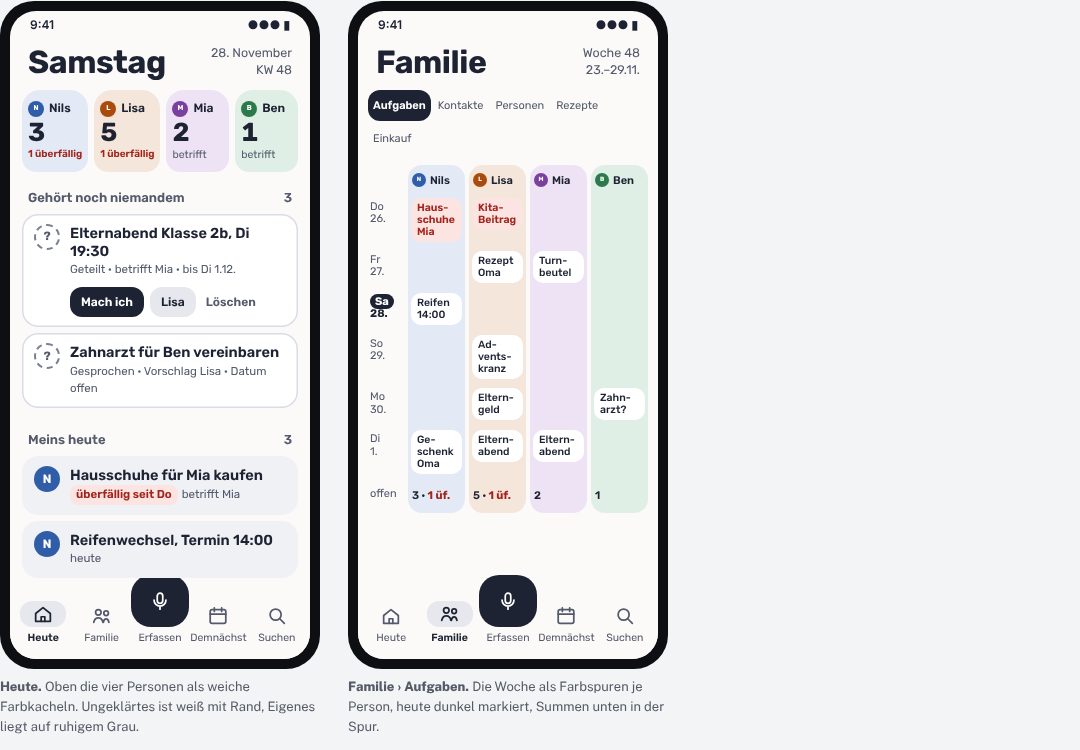 9:41
Samstag
28. November
KW 48
N Nils
L Lisa
M Mia
B Ben
3
5
2
1
1 überfällig
1 überfällig
betrifft
betrifft
Gehört noch niemandem 3
?
Elternabend Klasse 2b, Di
19:30
Geteilt · betrifft Mia · bis Di 1.12.
Mach ich Lisa Löschen
?
Zahnarzt für Ben vereinbaren
Gesprochen · Vorschlag Lisa · Datum
offen
Meins heute 3
N
Hausschuhe für Mia kaufen
überfällig seit Do betrifft Mia
N
Reifenwechsel, Termin 14:00
heute
Heute Familie Erfassen Demnächst Suchen
Heute. Oben die vier Personen als weiche
Farbkacheln. Ungeklärtes ist weiß mit Rand, Eigenes
liegt auf ruhigem Grau.
9:41
Familie
Woche 48
23.–29.11.
Aufgaben Kontakte Personen Rezepte
Einkauf
N Nils L Lisa M Mia B Ben
Do
26.
Haus-
schuhe
Mia
Kita-
Beitrag
Fr
27.
Rezept
Oma
Turn-
beutel
Sa
28.
Reifen
14:00
So
29.
Ad-
vents-
kranz
Mo
30.
Eltern-
geld
Zahn-
arzt?
Di
1.
Ge-
schenk
Oma
Eltern-
abend
Eltern-
abend
offen 3 · 1 üf. 5 · 1 üf. 2 1
Heute Familie Erfassen Demnächst Suchen
Familie › Aufgaben. Die Woche als Farbspuren je
Person, heute dunkel markiert, Summen unten in der
Spur.